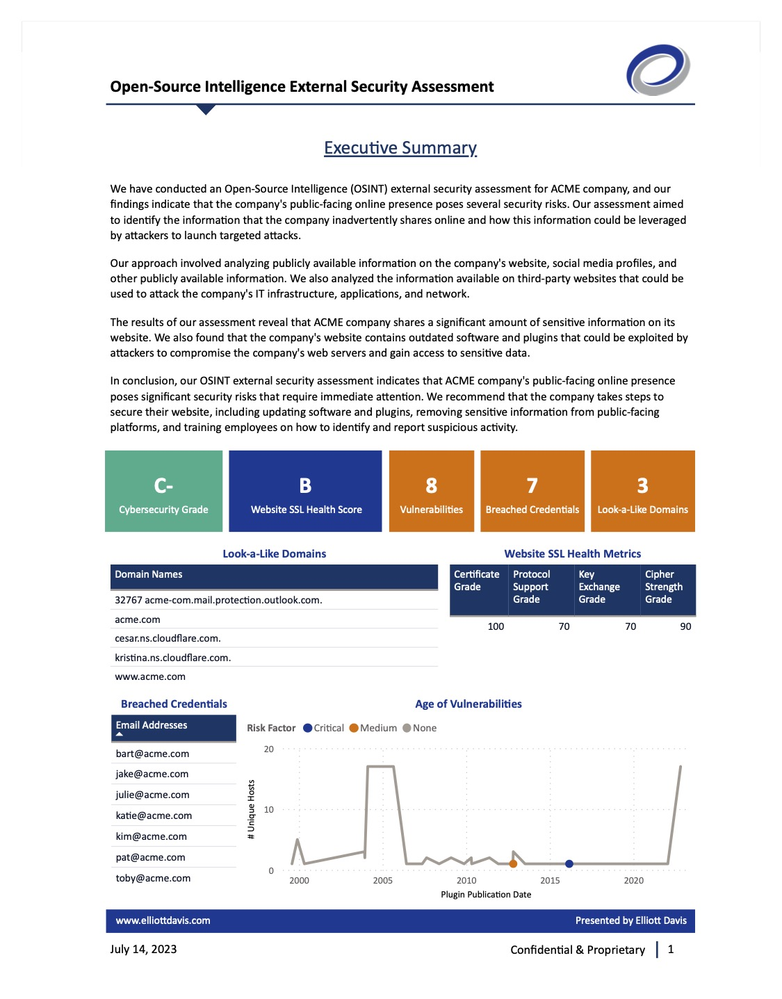 Open-Source Intelligence External Security Assessment
Executive Summary
We have conducted an Open-Source Intelligence (OSINT) external security assessment for ACME company, and our
findings indicate that the company's public-facing online presence poses several security risks. Our assessment aimed
to identify the information that the company inadvertently shares online and how this information could be leveraged
by attackers to launch targeted attacks.
Our approach involved analyzing publicly available information on the company's website, social media profiles, and
other publicly available information. We also analyzed the information available on third-party websites that could be
used to attack the company's IT infrastructure, applications, and network.
The results of our assessment reveal that ACME company shares a significant amount of sensitive information on its
website. We also found that the company's website contains outdated software and plugins that could be exploited by
attackers to compromise the company's web servers and gain access to sensitive data.
In conclusion, our OSINT external security assessment indicates that ACME company's public-facing online presence
poses significant security risks that require immediate attention. We recommend that the company takes steps to
secure their website, including updating software and plugins, removing sensitive information from public-facing
platforms, and training employees on how to identify and report suspicious activity.
C-
Cybersecurity Grade
B
Website SSL Health Score
8
Vulnerabilities
7
Breached Credentials
3
Look-a-Like Domains
Look-a-Like Domains
Domain Names
32767 acme-com.mail.protection.outlook.com.
acme.com
cesar.ns.cloudflare.com.
kristina.ns.cloudflare.com.
www.acme.com
Website SSL Health Metrics
Certificate Grade
Protocol Support Grade
Key Exchange Grade
Cipher Strength Grade
100 70 70 90
Breached Credentials
Email Addresses
bart@acme.com
jake@acme.com
julie@acme.com
katie@acme.com
kim@acme.com
pat@acme.com
toby@acme.com
Age of Vulnerabilities
Risk Factor Critical Medium None
# Unique Hosts
20
10
0
2000 2005 2010 2015 2020
Plugin Publication Date
www.elliottdavis.com Presented by Elliott Davis
July 14, 2023 Confidential & Proprietary 1